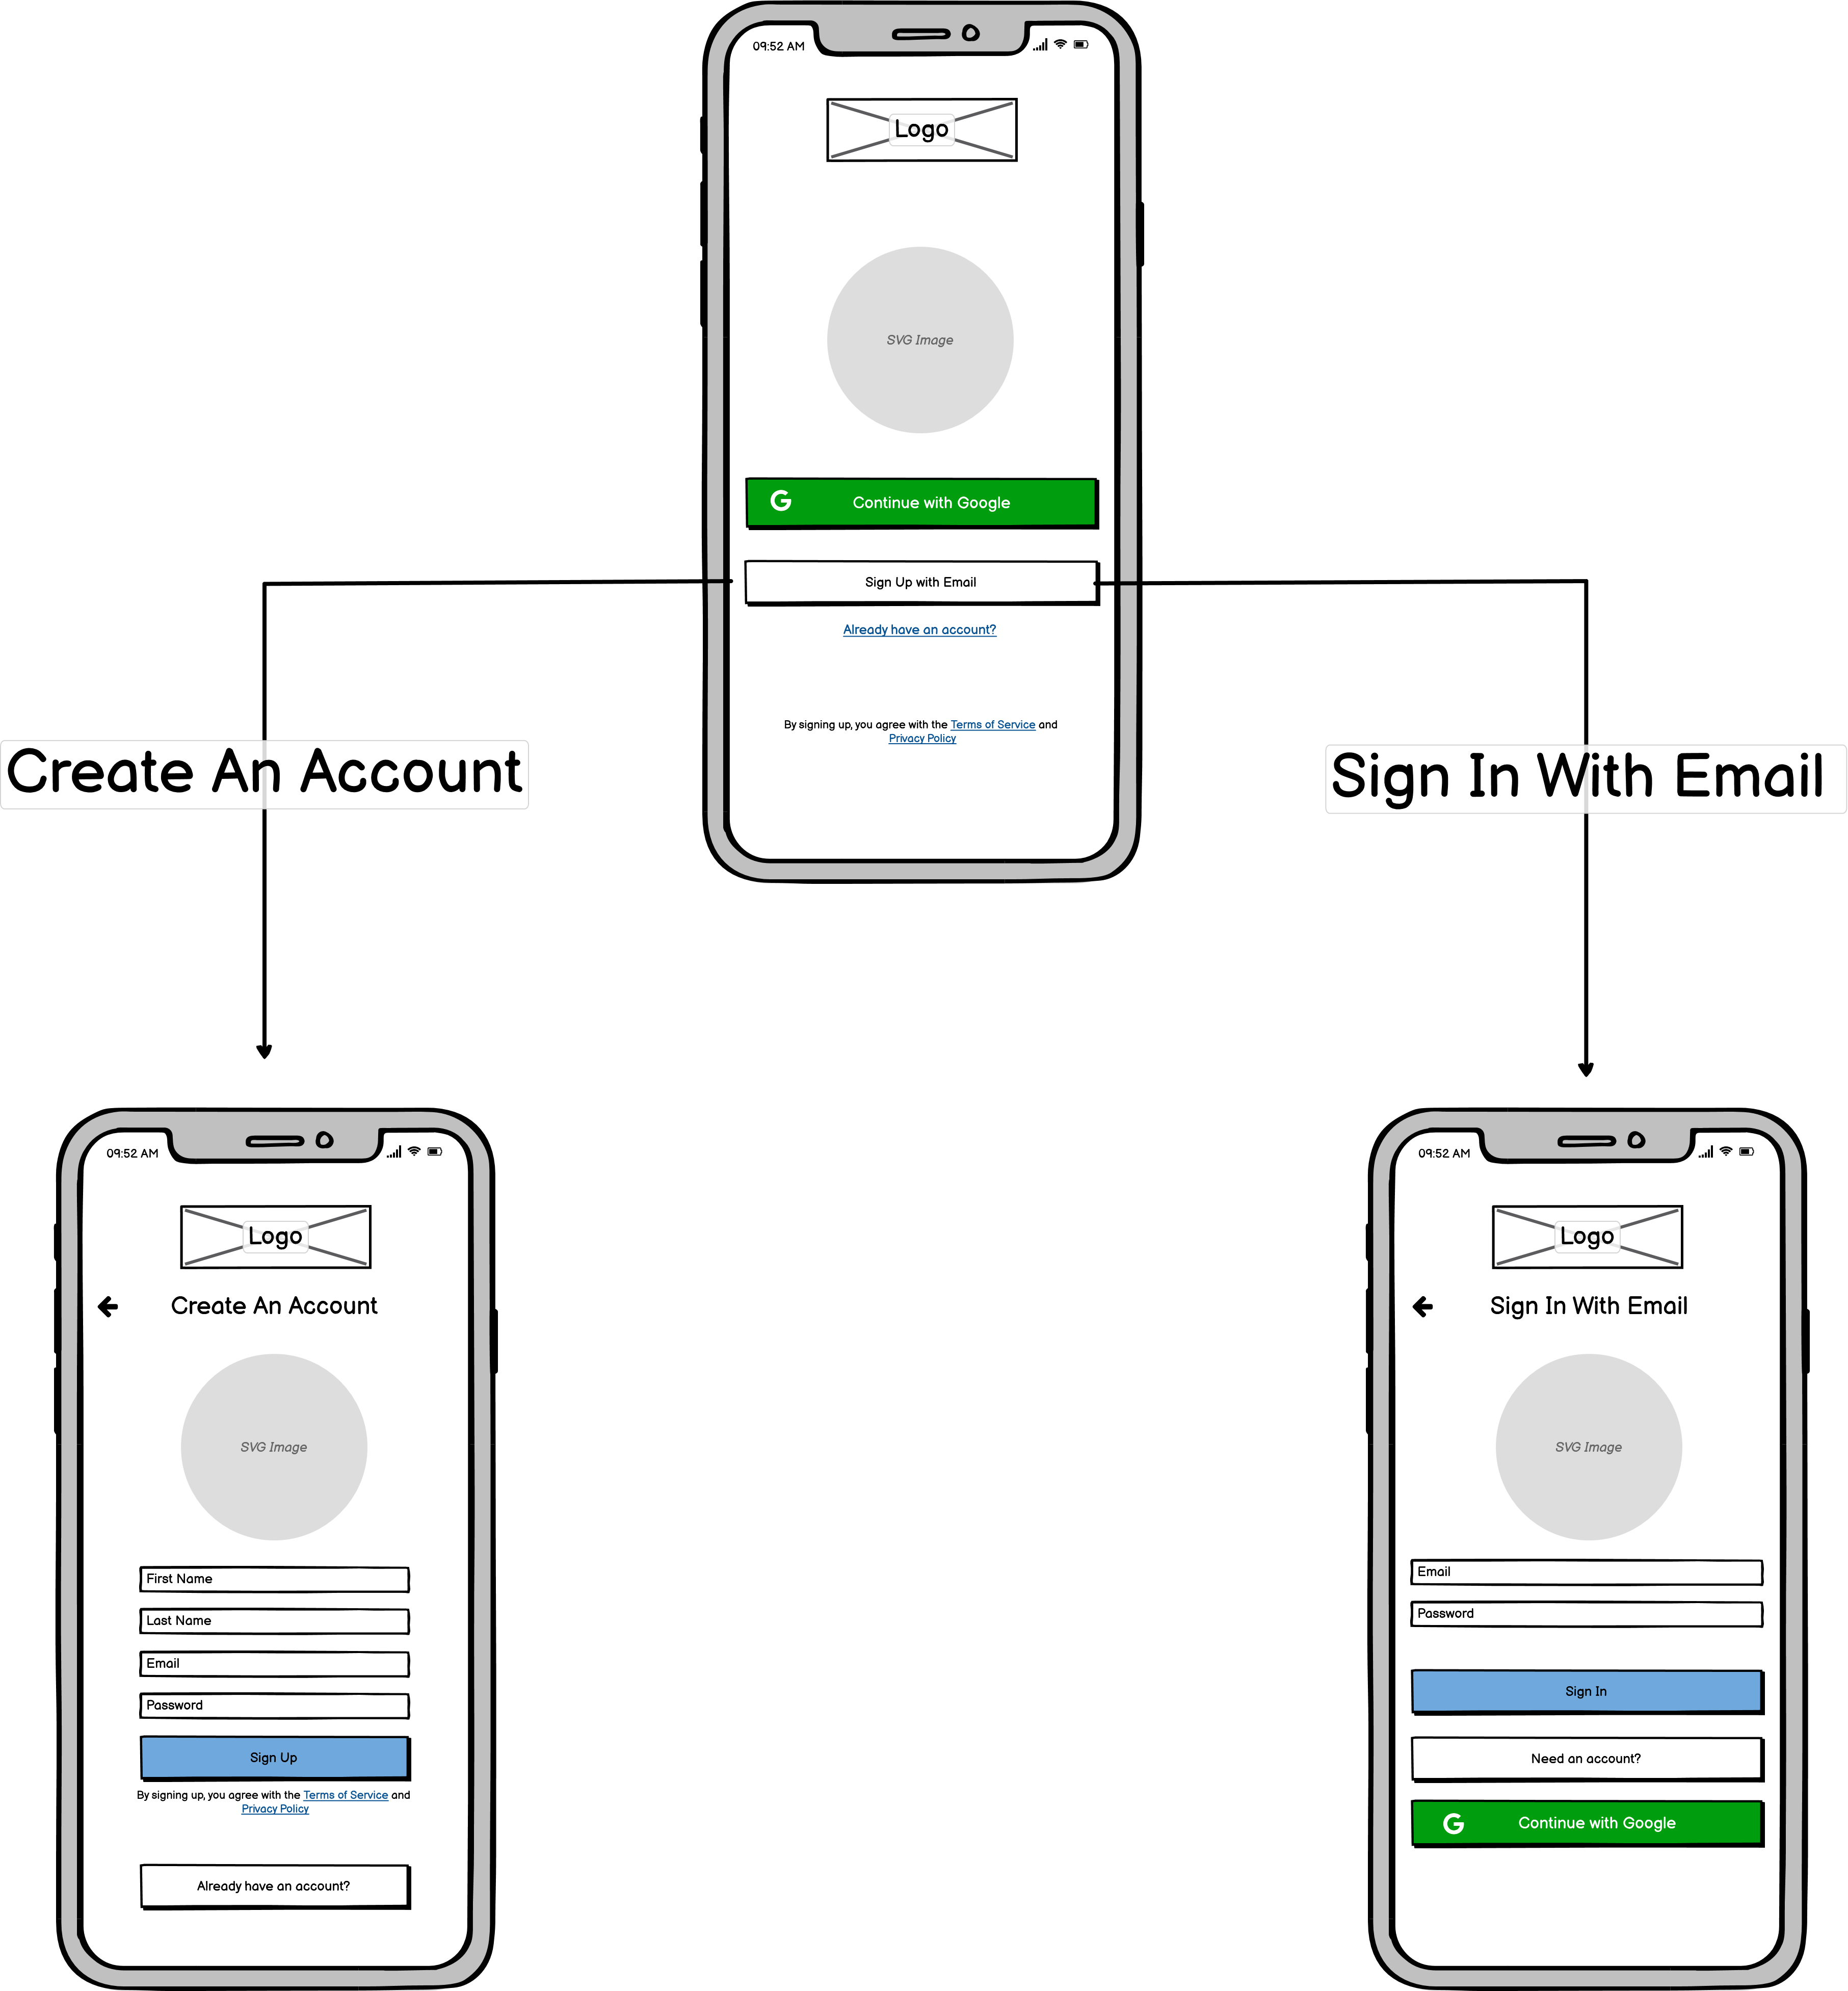 09:52 AM
Logo
SVG Image
G Continue with Google
Sign Up with Email
Already have an account?
By signing up, you agree with the Terms of Service and
Privacy Policy
Create An Account
Sign In With Email
09:52 AM
Logo
Create An Account
SVG Image
First Name
Last Name
Email
Password
Sign Up
By signing up, you agree with the Terms of Service and
Privacy Policy
Already have an account?
09:52 AM
Logo
Sign In With Email
SVG Image
Email
Password
Sign In
Need an account?
G Continue with Google